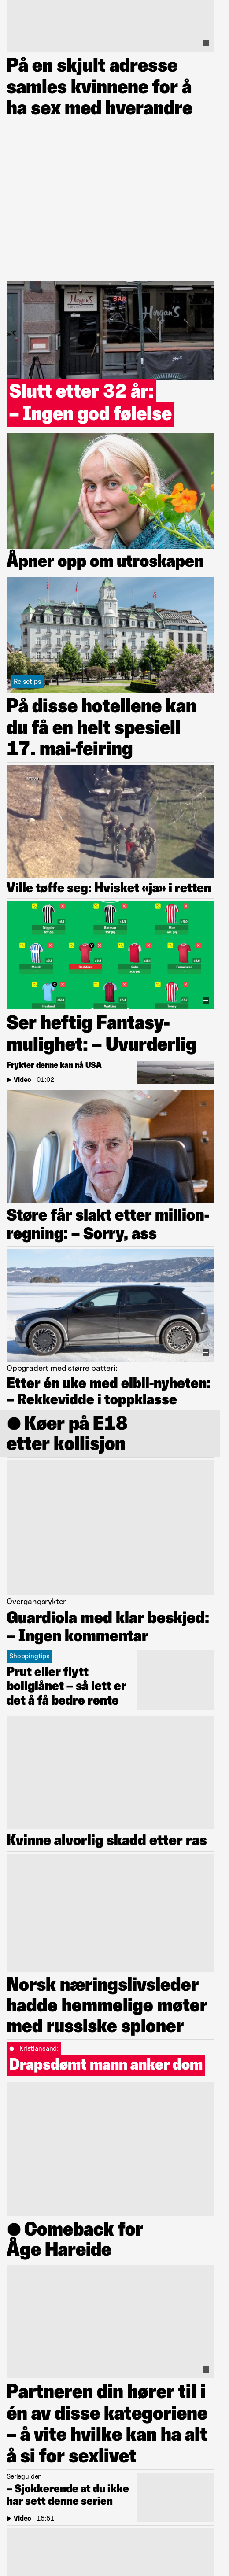 På en skjult adresse
samles kvinnene for å
ha sex med hverandre
Hagan's
BAR
Slutt etter 32 år:
– Ingen god følelse
Åpner opp om utroskapen
Reisetips
På disse hotellene kan
du få en helt spesiell
17. mai-feiring
Ville tøffe seg: Hvisket «ja» i retten
Ser heftig Fantasy-
mulighet: – Uvurderlig
Frykter denne kan nå USA
Video | 01:02
Støre får slakt etter million-
regning: – Sorry, ass
Oppgradert med større batteri:
Etter én uke med elbil-nyheten:
– Rekkevidde i toppklasse
Køer på E18
etter kollisjon
Overgangsrykter
Guardiola med klar beskjed:
– Ingen kommentar
Shoppingtips
Prut eller flytt
boliglånet – så lett er
det å få bedre rente
Kvinne alvorlig skadd etter ras
Norsk næringslivsleder
hadde hemmelige møter
med russiske spioner
| Kristiansand:
Drapsdømt mann anker dom
Comeback for
Åge Hareide
Partneren din hører til i
én av disse kategoriene
– å vite hvilke kan ha alt
å si for sexlivet
Serieguiden
– Sjokkerende at du ikke
har sett denne serien
Video | 15:51